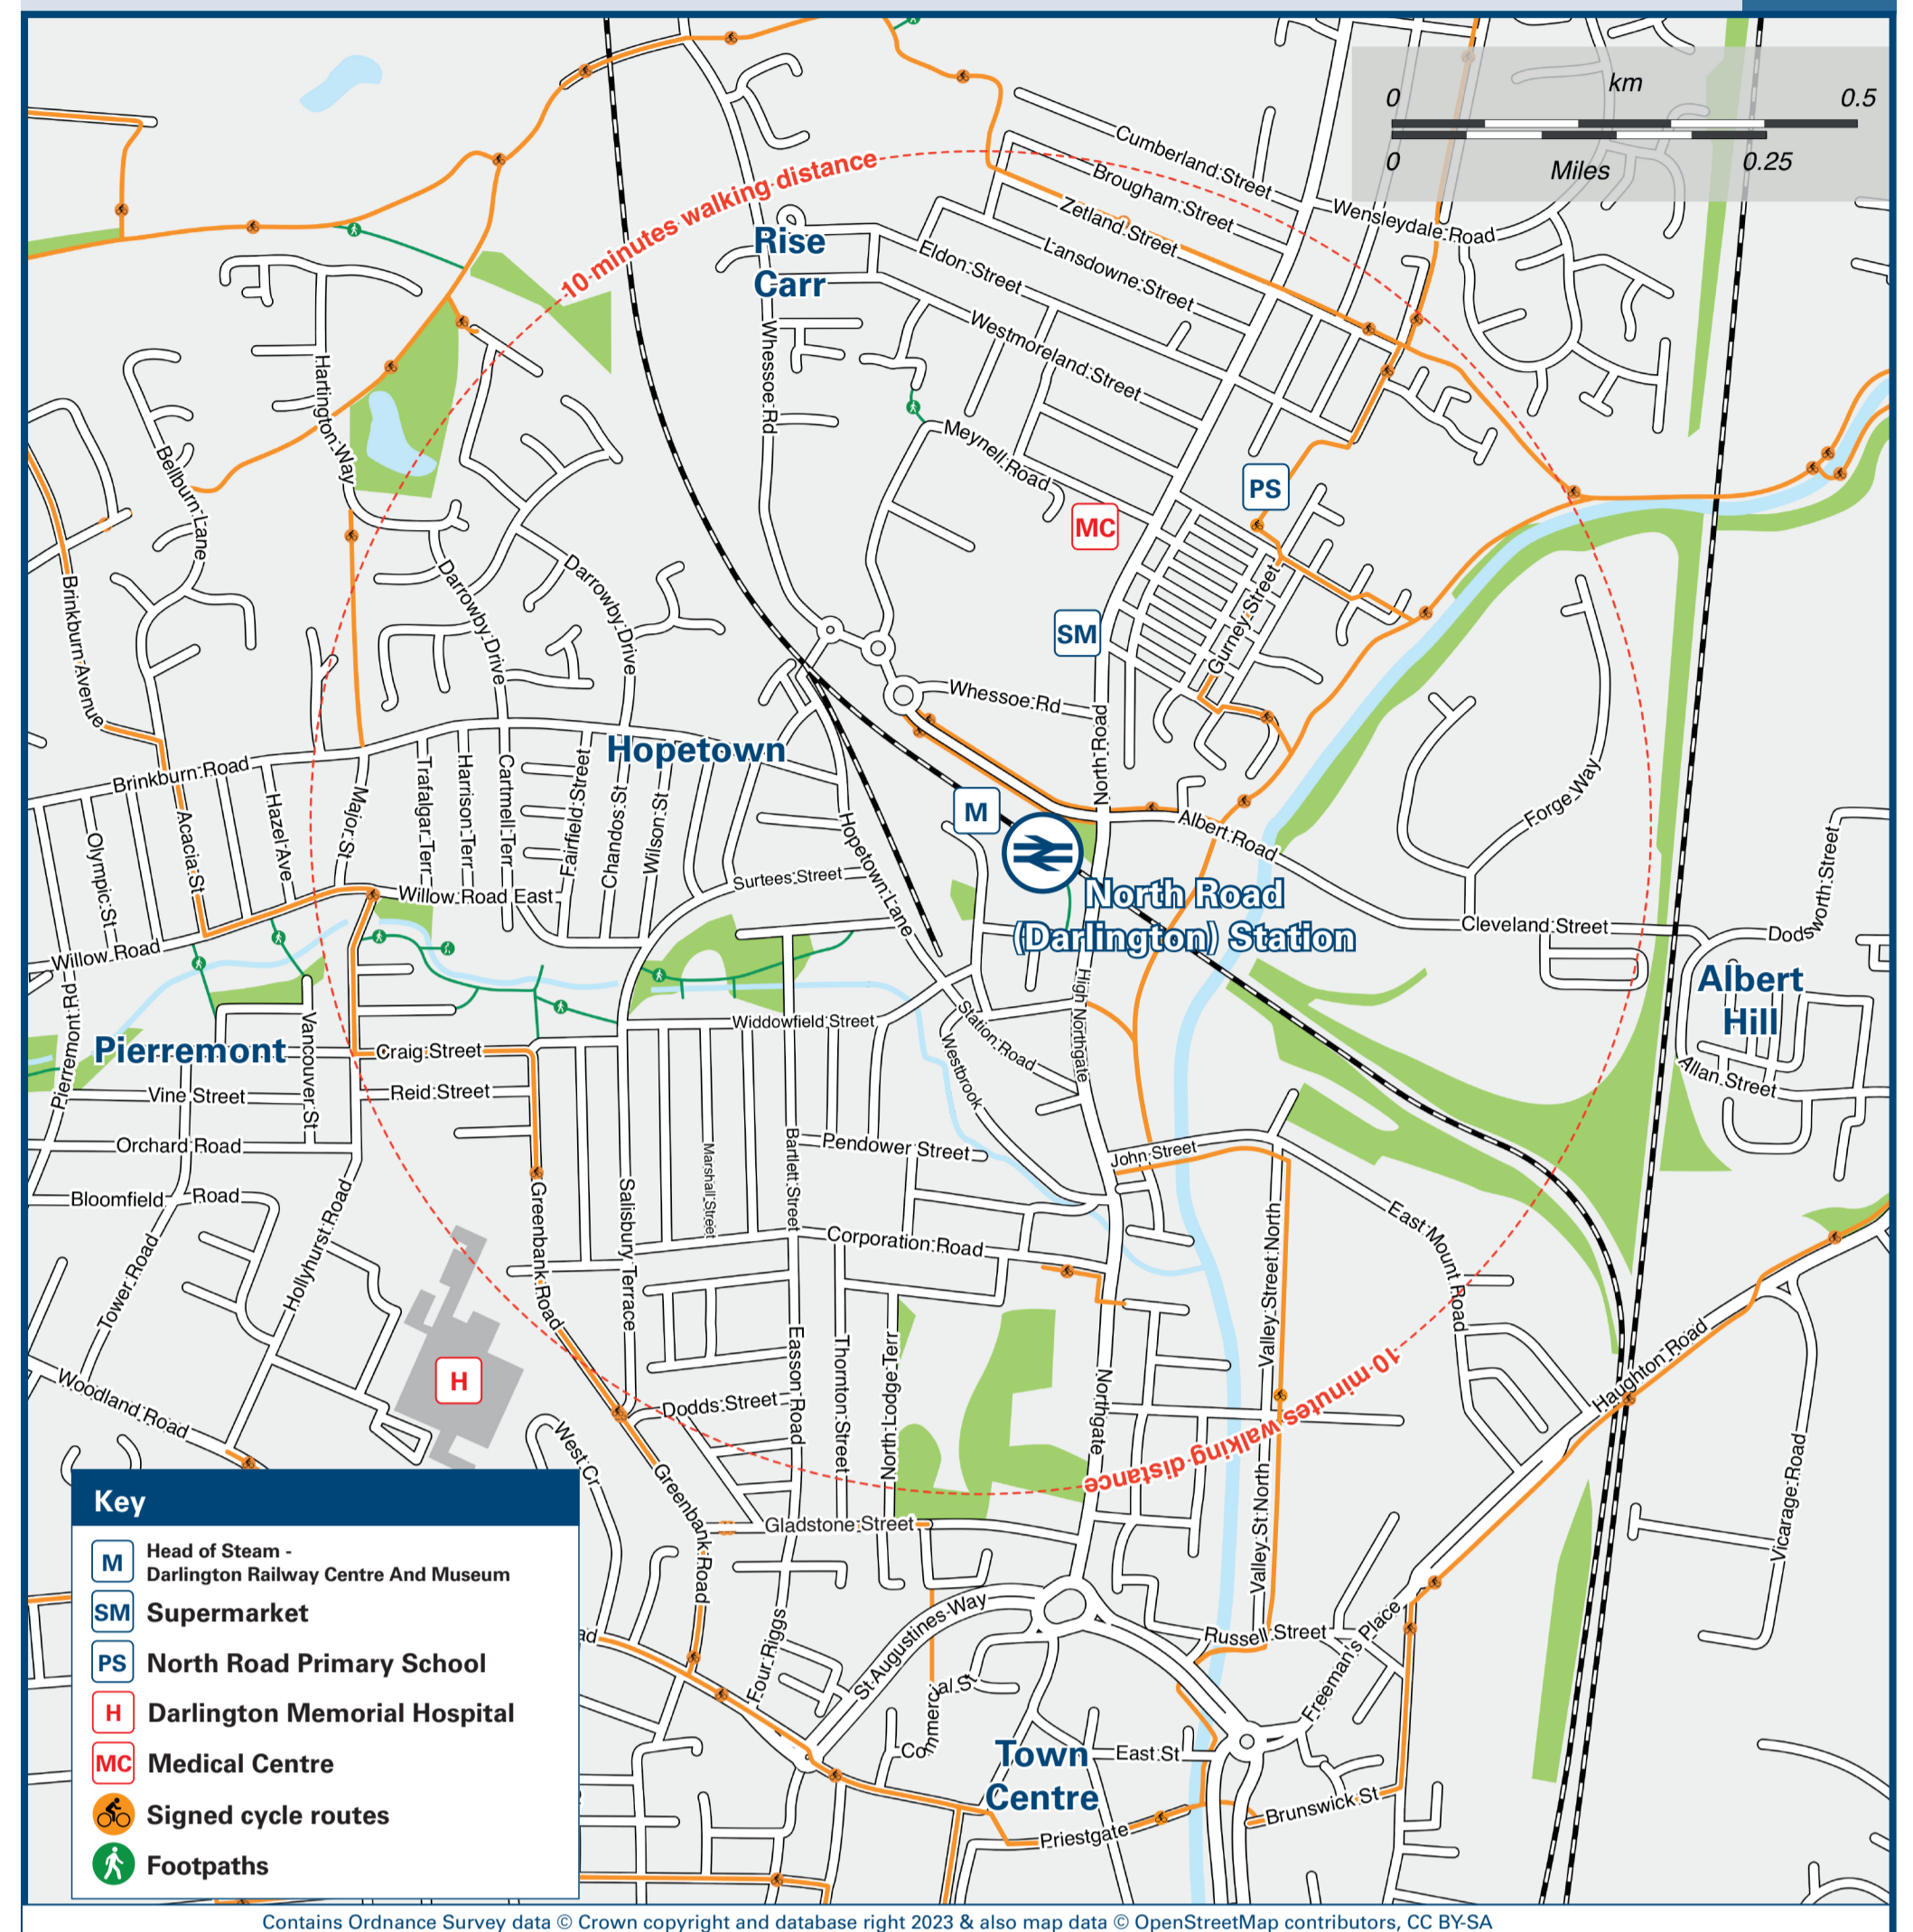 km
0 0.5
0 0.25
Miles
10 minutes walking distance
Cumberland Street
Brougham Street
Wensleydale Road
Zetland Street
Rise
Carr
Eldon Street
Lansdowne Street
Westmoreland Street
Whessoe Rd
Hartington Way
Meynell Road
Bellburn Lane
PS
MC
Darrowby Drive
Darrowby Drive
Brinkburn Avenue
Gurney Street
SM
Whessoe Rd
North Road
Hopetown
Brinkburn Road
Forge Way
M
Albert Road
Trafalgar Terr
Harrison Terr
Cartmell Terr
Fairfield Street
Chandos St
Wilson St
Major St
Hazel Ave
Acacia St
Olympic St
Hopetown Lane
Surtees Street
Willow Road East
North Road
(Darlington) Station
Cleveland Street
Dodsworth Street
Willow Road
Albert
Hill
Pierremont Rd
High Northgate
Station Road
Widdowfield Street
Vancouver St
Pierremont
Craig Street
Westbrook
Allan Street
Reid Street
Vine Street
Orchard Road
Pendower Street
John Street
Marshall Street
Bartlett Street
Bloomfield Road
Greenbank Road
Salisbury Terrace
Hollyhurst Road
Tower Road
Corporation Road
Valley Street North
East Mount Road
H
Easson Road
Thornton Street
North Lodge Terr
Northgate
10 minutes walking distance
Haughton Road
Woodland Road
Dodds Street
West Cr
Greenbank Road
Gladstone Street
Valley St North
Vicarage Road
St Augustines Way
Russell Street
Freeman's Place
Four Riggs
ad
Commercial St
Town
Centre
East St
Brunswick St
Priestgate
Key
M Head of Steam -
Darlington Railway Centre And Museum
SM Supermarket
PS North Road Primary School
H Darlington Memorial Hospital
MC Medical Centre
Signed cycle routes
Footpaths
Contains Ordnance Survey data © Crown copyright and database right 2023 & also map data © OpenStreetMap contributors, CC BY-SA